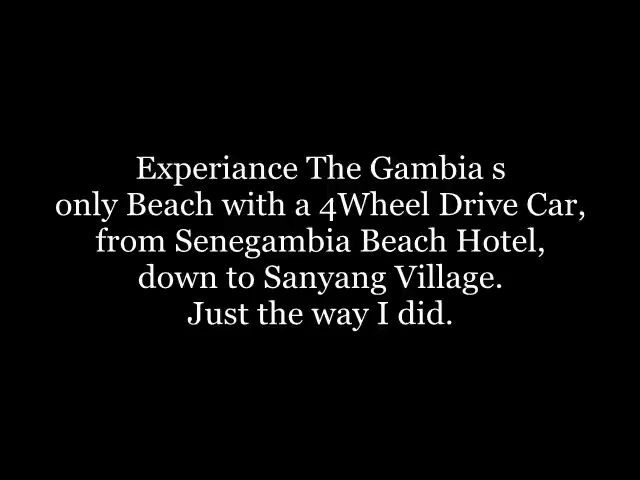 Experiance The Gambia s
only Beach with a 4Wheel Drive Car,
from Senegambia Beach Hotel,
down to Sanyang Village.
Just the way I did.